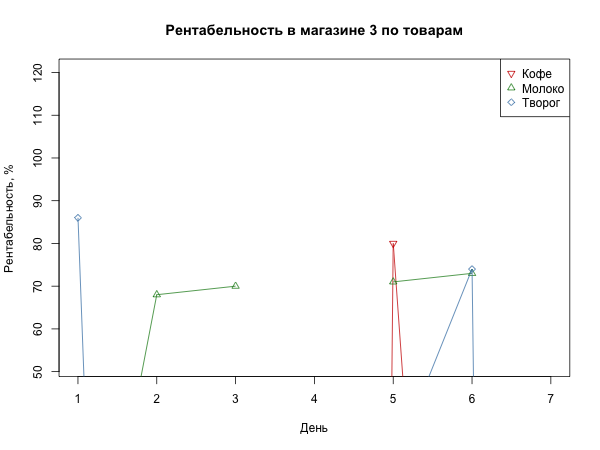 Рентабельность в магазине 3 по товарам
Кофе
Молоко
Творог
Рентабельность, %
120
110
100
90
80
70
60
50
1 2 3 4 5 6 7
День